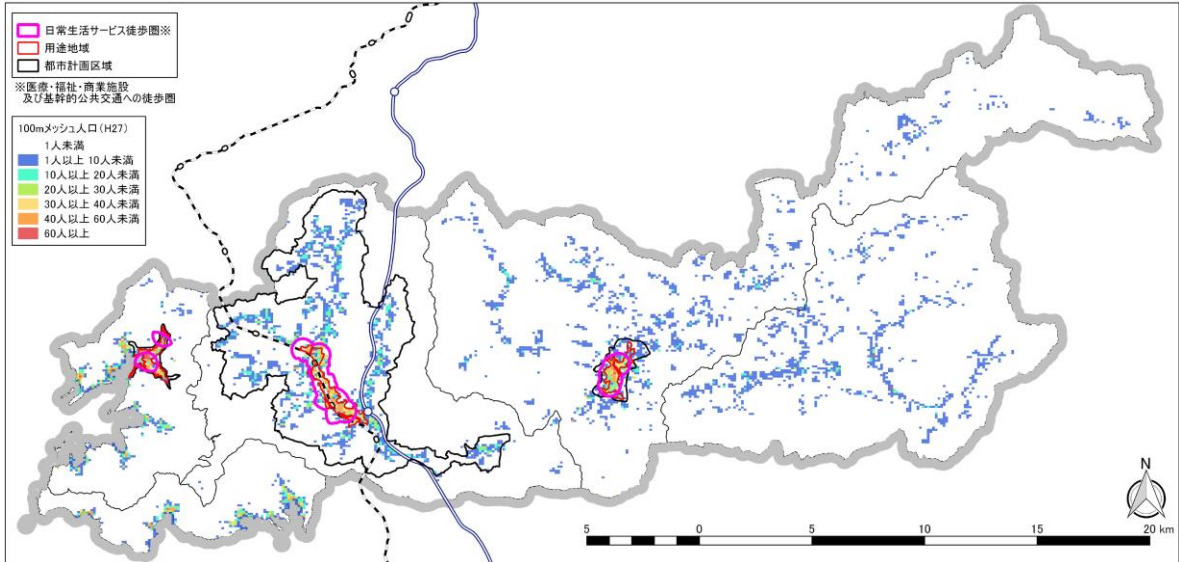 日常生活サービス徒歩圏※
用途地域
都市計画区域
※医療・福祉・商業施設
及び基幹的公共交通への徒歩圏
100mメッシュ人口(H27)
1人未満
1人以上 10人未満
10人以上 20人未満
20人以上 30人未満
30人以上 40人未満
40人以上 60人未満
60人以上
N
5 0 5 10 15 20 km